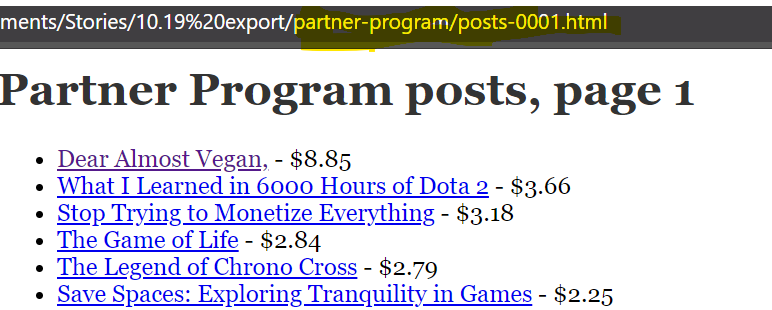 ments/Stories/10.19%20export/partner-program/posts-0001.html
Partner Program posts, page 1
Dear Almost Vegan, - $8.85
What I Learned in 6000 Hours of Dota 2 - $3.66
Stop Trying to Monetize Everything - $3.18
The Game of Life - $2.84
The Legend of Chrono Cross - $2.79
Save Spaces: Exploring Tranquility in Games - $2.25